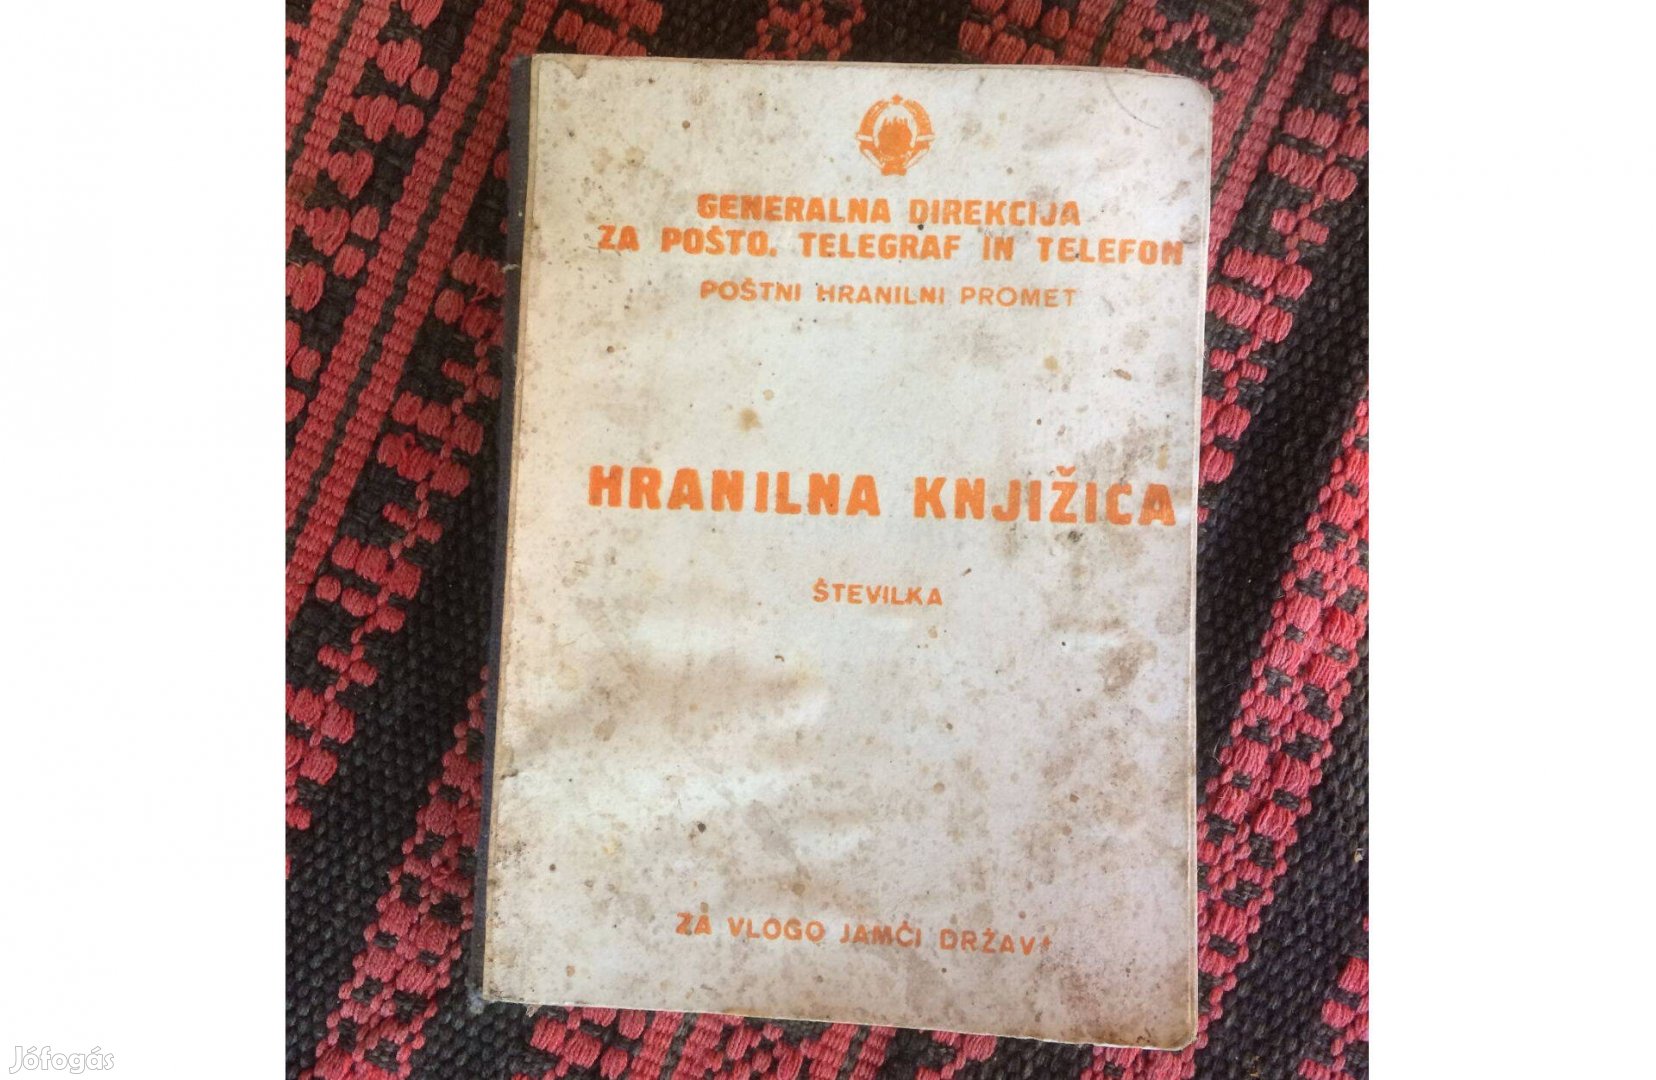 GENERALNA DIREKCIJA
ZA POŠTO, TELEGRAF IN TELEFON
POŠTNI HRANILNI PROMET
HRANILNA KNJIŽICA
ŠTEVILKA
ZA VLOGO JAMČI DRŽAVA
Jófogás